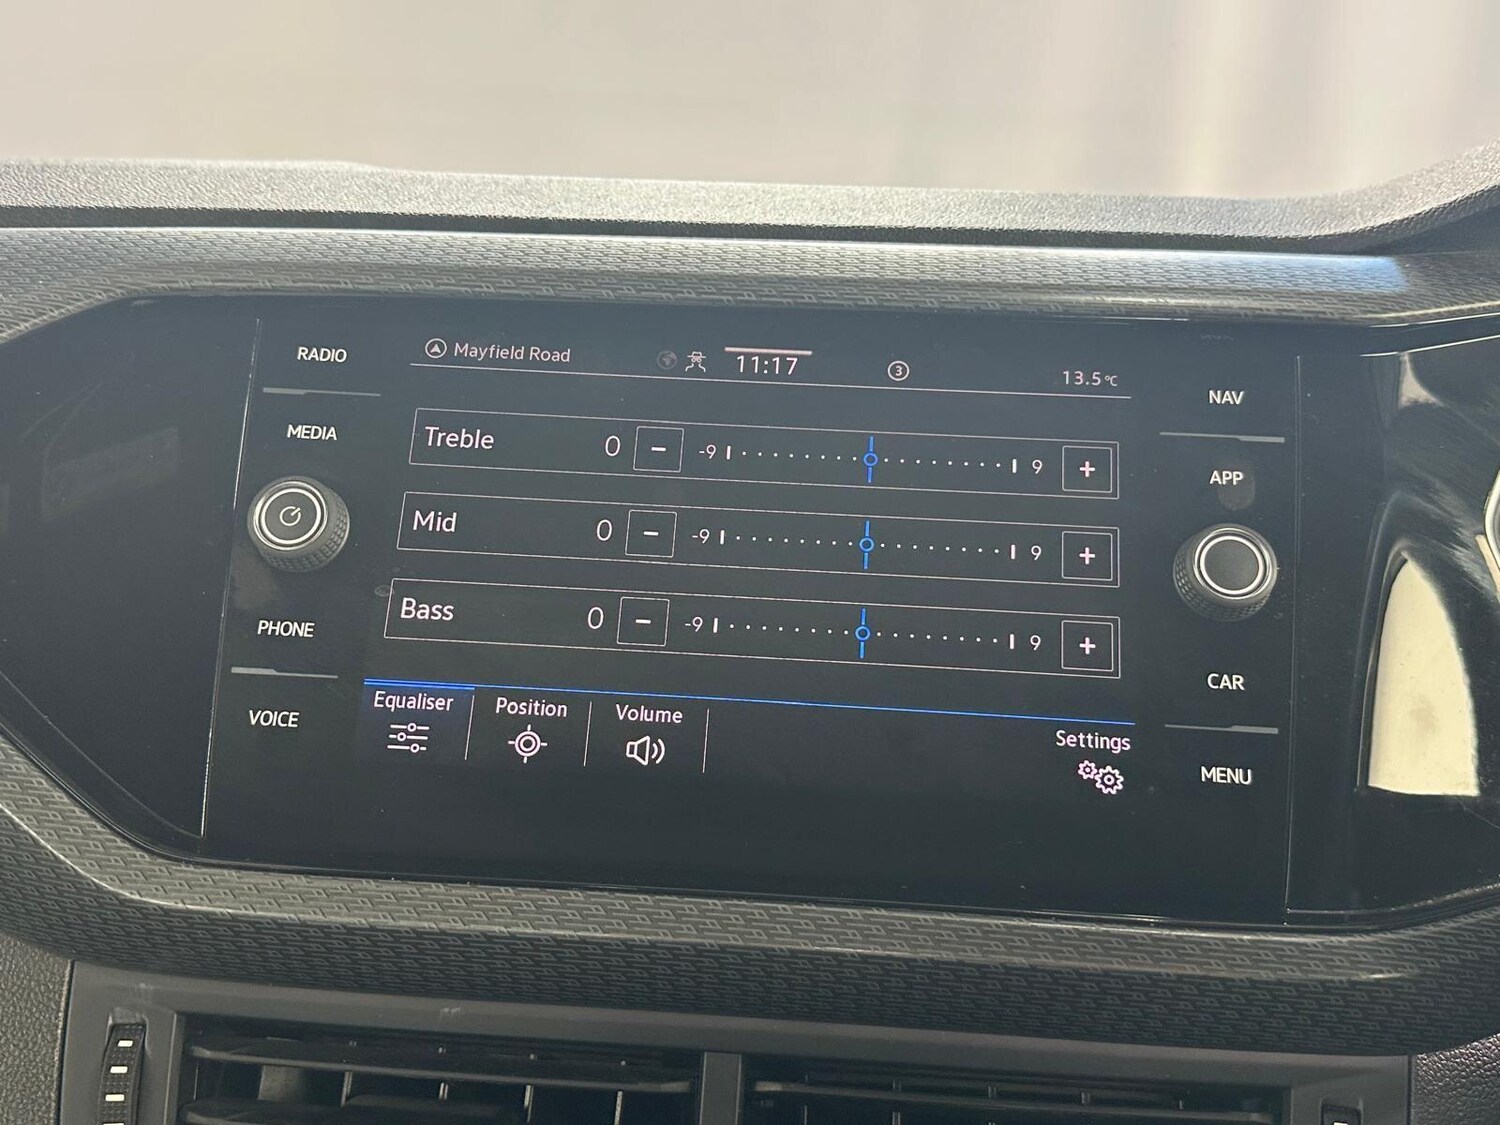 RADIO
MEDIA
PHONE
VOICE
Mayfield Road
11:17
3
13.5°C
Treble 0 − -9 9 +
Mid 0 − -9 9 +
Bass 0 − -9 9 +
Equaliser
Position
Volume
Settings
NAV
APP
CAR
MENU